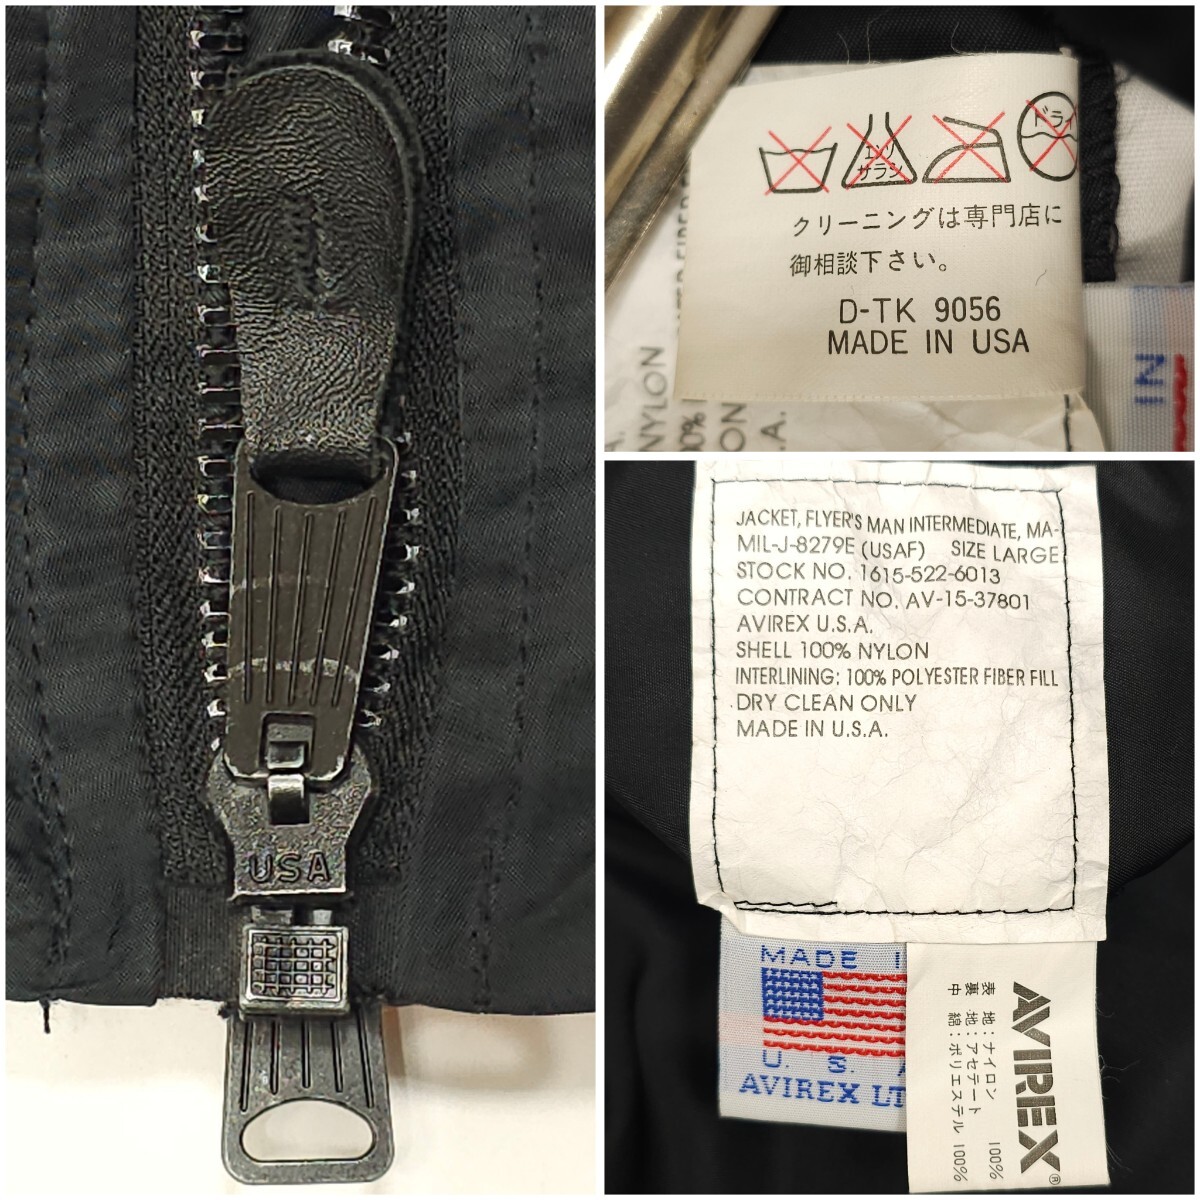 USA
エンソ
サラシ
ドライ
クリーニングは専門店に
御相談下さい。
D-TK 9056
MADE IN USA
NYLON
IN
JACKET, FLYER'S MAN INTERMEDIATE, MA-
MIL-J-8279E (USAF) SIZE LARGE
STOCK NO. 1615-522-6013
CONTRACT NO. AV-15-37801
AVIREX U.S.A.
SHELL 100% NYLON
INTERLINING: 100% POLYESTER FIBER FILL
DRY CLEAN ONLY
MADE IN U.S.A.
MADE I
U. S. A
AVIREX LT
AVIREX®
表地:ナイロン 100%
裏地:アセテート 100%
中綿:ポリエステル 100%